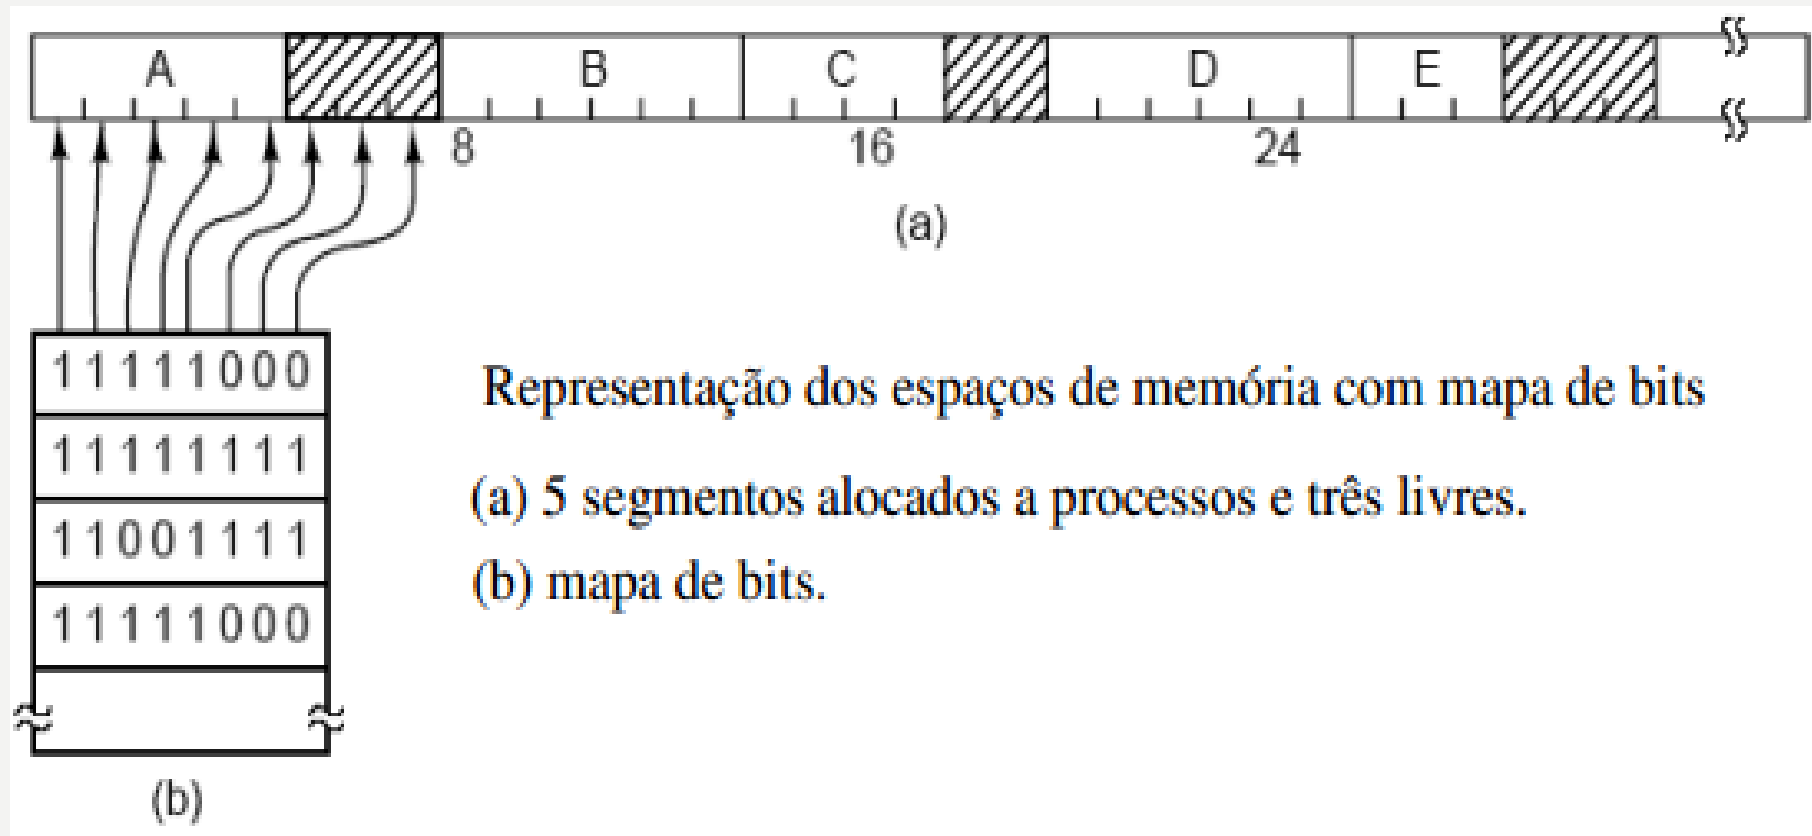 A B C D E
8 16 24
(a)
11111000
11111111
11001111
11111000
(b)
Representação dos espaços de memória com mapa de bits
(a) 5 segmentos alocados a processos e três livres.
(b) mapa de bits.